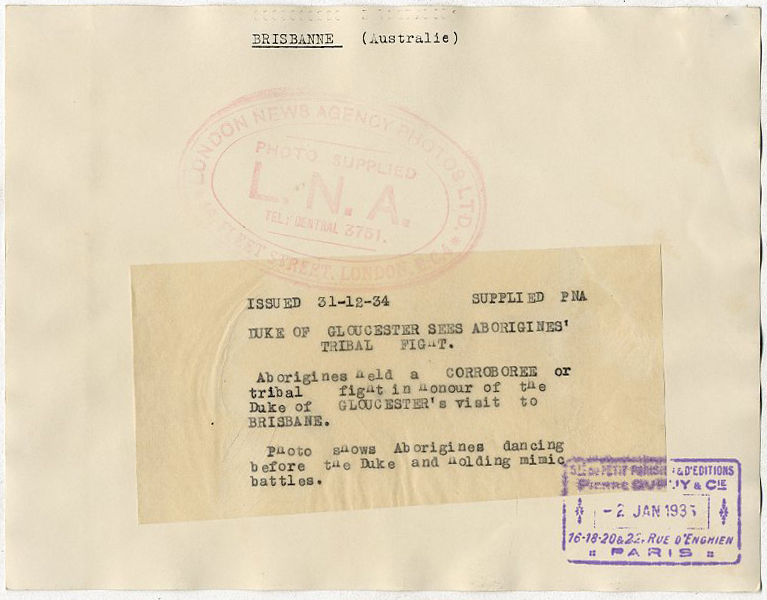 BRISBANNE (Australie)
LONDON NEWS AGENCY PHOTOS LTD.
PHOTO SUPPLIED
L.N.A.
TEL: CENTRAL 3751.
FLEET STREET, LONDON, E.C.4
ISSUED 31-12-34 SUPPLIED PNA
DUKE OF GLOUCESTER SEES ABORIGINES'
TRIBAL FIGHT.
Aborigines held a CORROBOREE or
tribal fight in honour of the
Duke of GLOUCESTER's visit to
BRISBANE.
Photo shows Aborigines dancing
before the Duke and holding mimic
battles.
Sté du PETIT PARISIEN & D'EDITIONS
PIERRE DUPUY & CIE
-2 JAN 1935
16-18-20&22, RUE D'ENGHIEN
PARIS